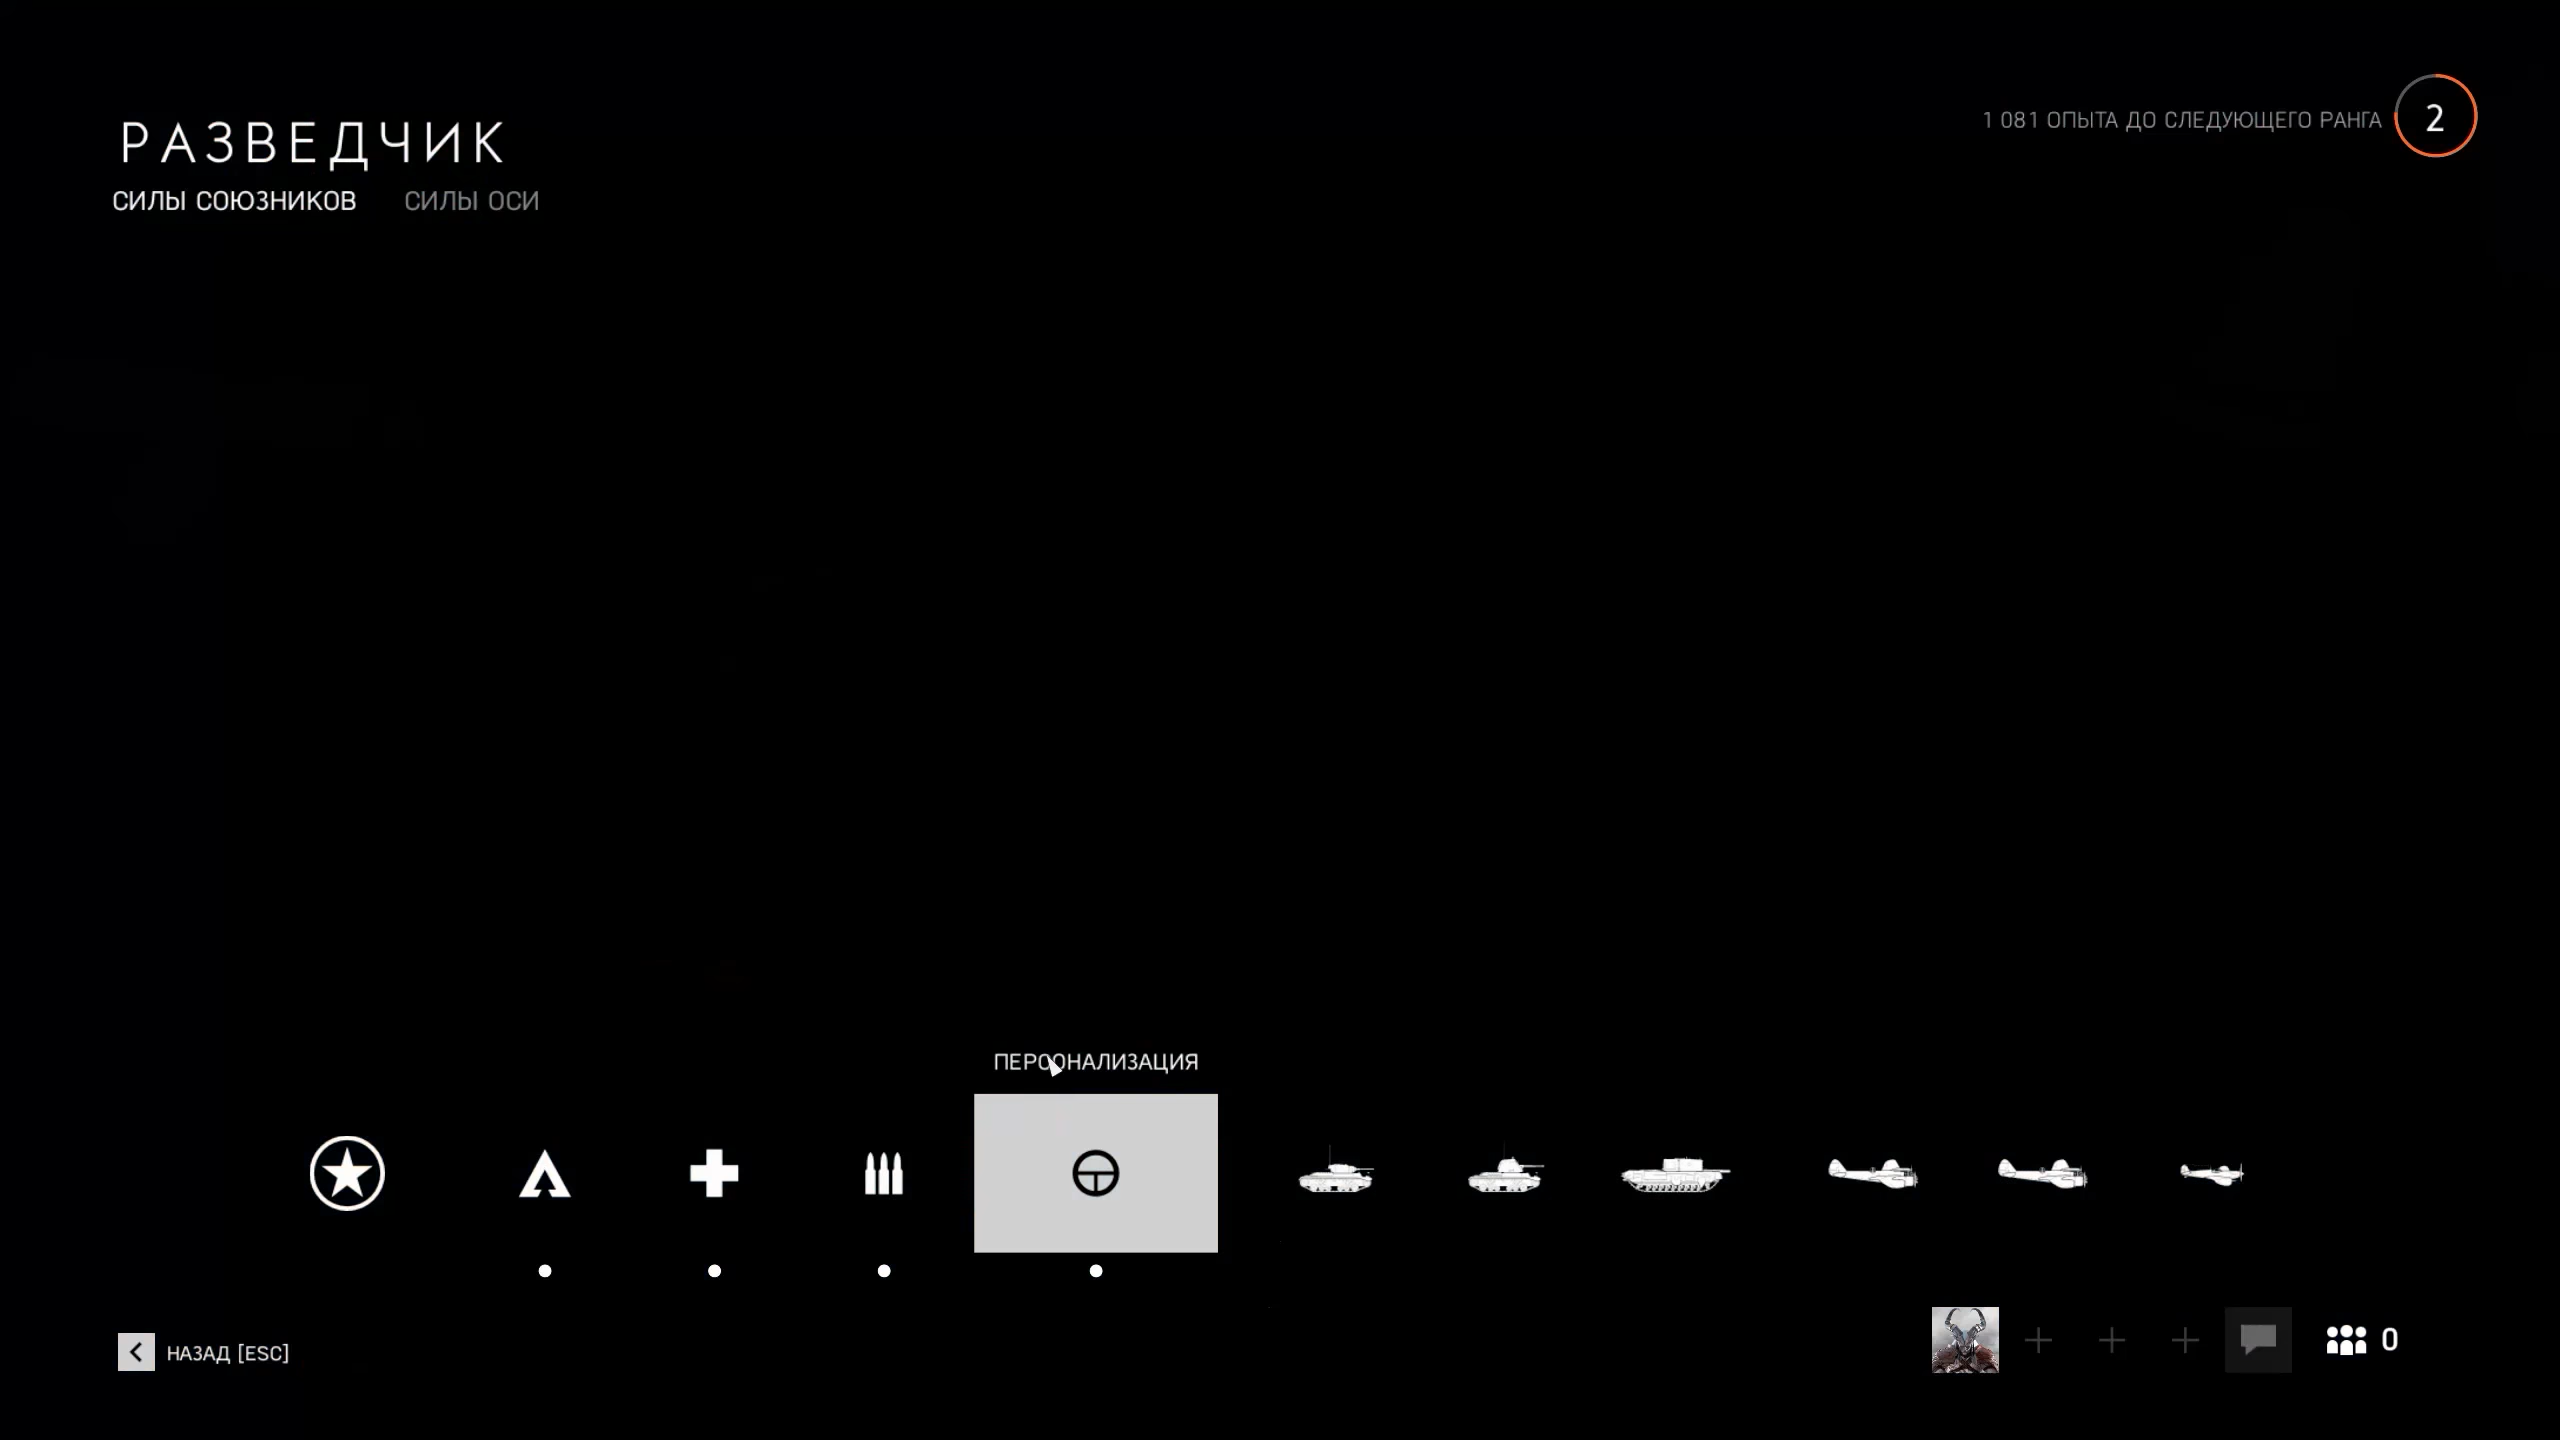 РАЗВЕДЧИК
СИЛЫ СОЮЗНИКОВ СИЛЫ ОСИ
1 081 ОПЫТА ДО СЛЕДУЮЩЕГО РАНГА 2
ПЕРСОНАЛИЗАЦИЯ
НАЗАД [ESC]
0